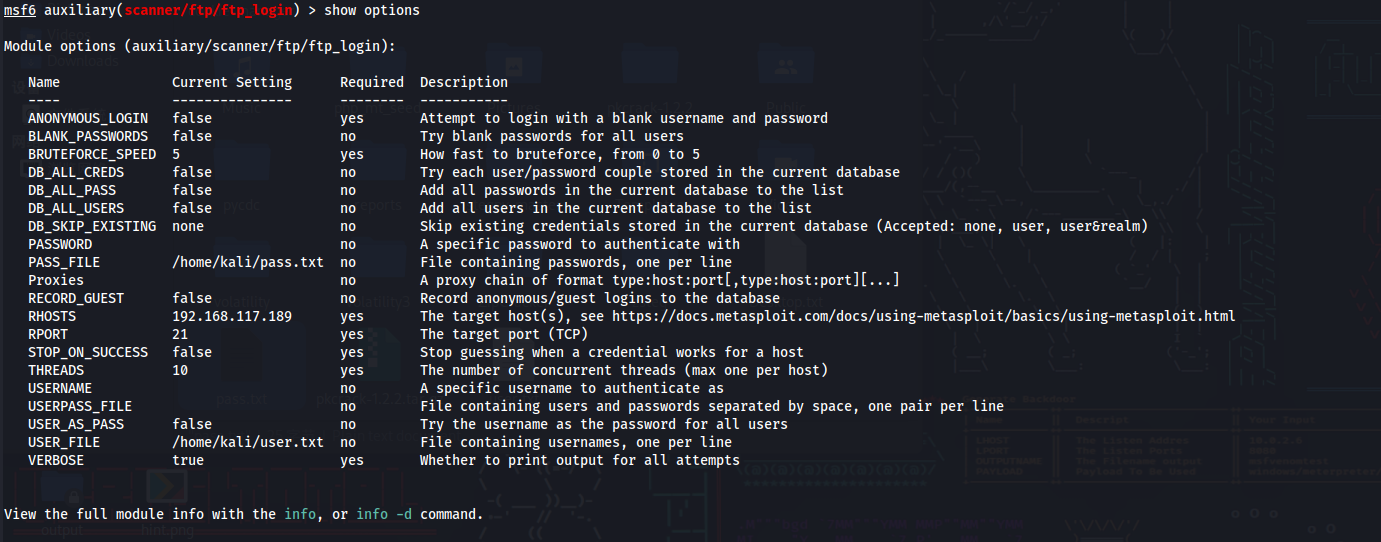 msf6 auxiliary(scanner/ftp/ftp_login) > show options
Module options (auxiliary/scanner/ftp/ftp_login):
Name Current Setting Required Description
---- --------------- -------- -----------
ANONYMOUS_LOGIN false yes Attempt to login with a blank username and password
BLANK_PASSWORDS false no Try blank passwords for all users
BRUTEFORCE_SPEED 5 yes How fast to bruteforce, from 0 to 5
DB_ALL_CREDS false no Try each user/password couple stored in the current database
DB_ALL_PASS false no Add all passwords in the current database to the list
DB_ALL_USERS false no Add all users in the current database to the list
DB_SKIP_EXISTING none no Skip existing credentials stored in the current database (Accepted: none, user, user&realm)
PASSWORD no A specific password to authenticate with
PASS_FILE /home/kali/pass.txt no File containing passwords, one per line
Proxies no A proxy chain of format type:host:port[,type:host:port][...]
RECORD_GUEST false no Record anonymous/guest logins to the database
RHOSTS 192.168.117.189 yes The target host(s), see https://docs.metasploit.com/docs/using-metasploit/basics/using-metasploit.html
RPORT 21 yes The target port (TCP)
STOP_ON_SUCCESS false yes Stop guessing when a credential works for a host
THREADS 10 yes The number of concurrent threads (max one per host)
USERNAME no A specific username to authenticate as
USERPASS_FILE no File containing users and passwords separated by space, one pair per line
USER_AS_PASS false no Try the username as the password for all users
USER_FILE /home/kali/user.txt no File containing usernames, one per line
VERBOSE true yes Whether to print output for all attempts
View the full module info with the info, or info -d command.